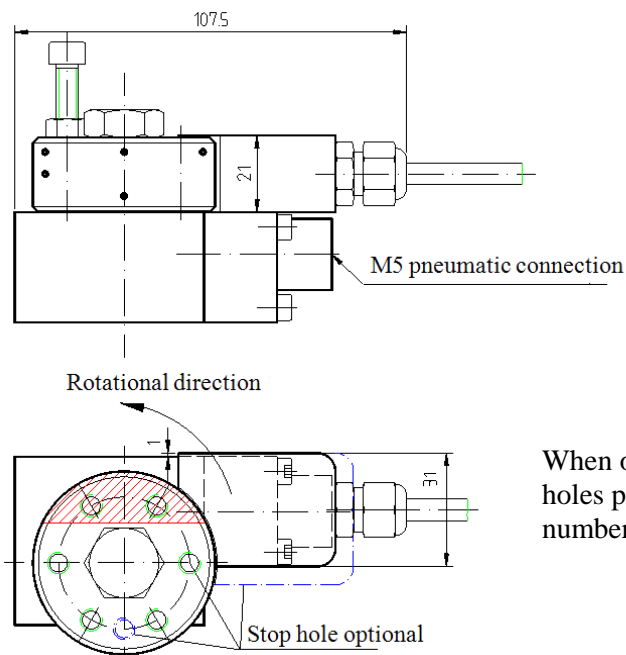 107.5
21
M5 pneumatic connection
Rotational direction
1
31
When o
holes p
number
Stop hole optional